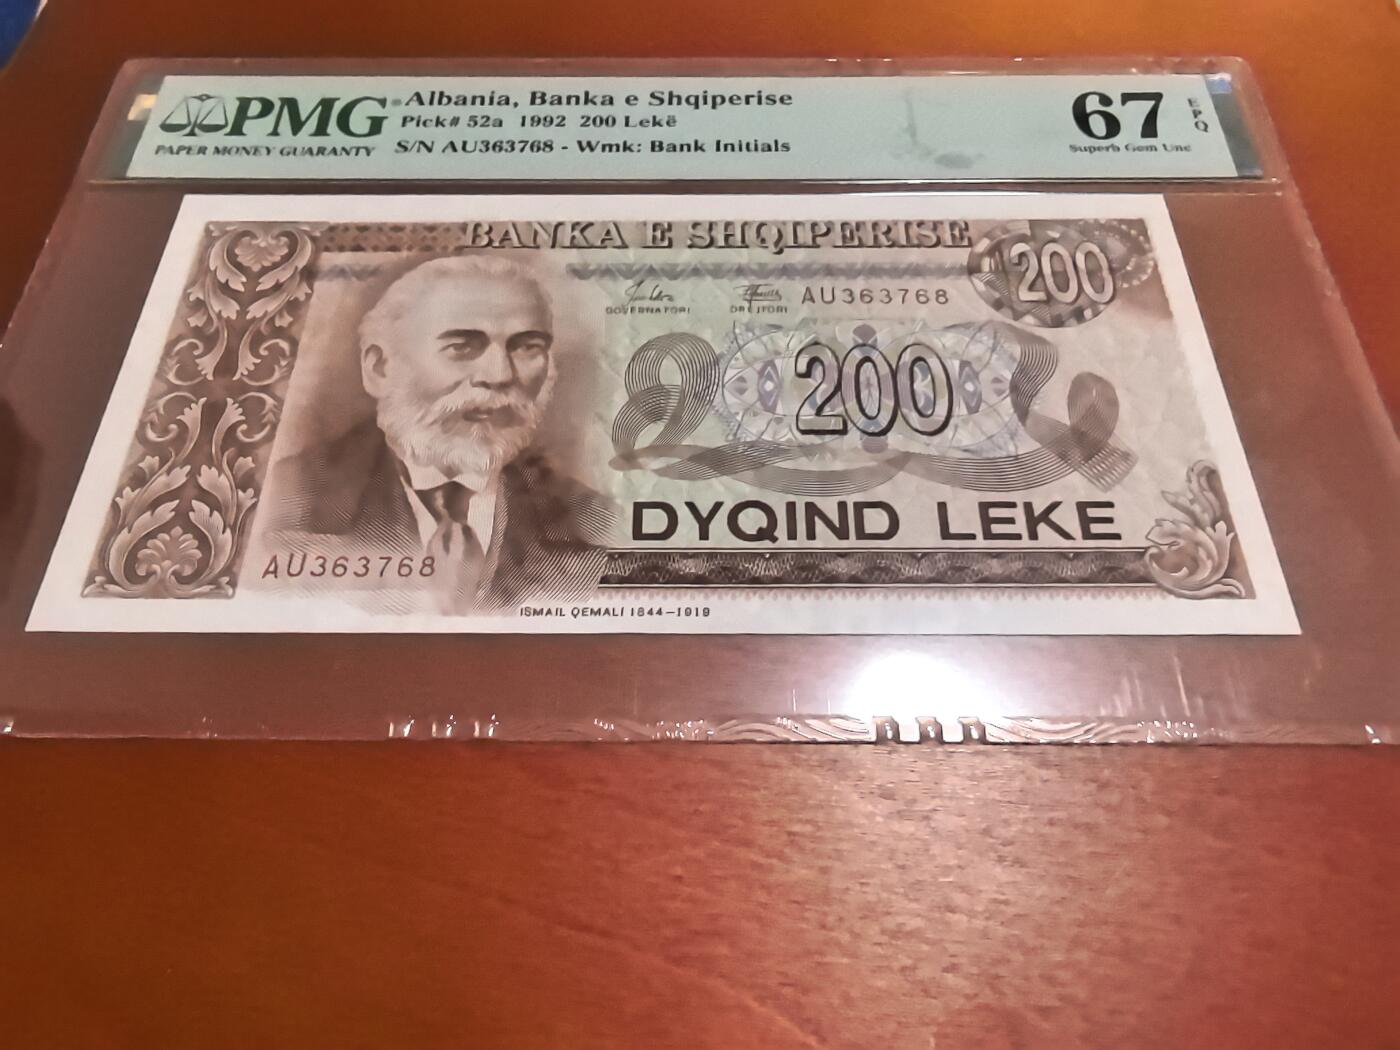 PMG® Albania, Banka e Shqiperise
Pick# 52a 1992 200 Lekë
PAPER MONEY GUARANTY S/N AU363768 - Wmk: Bank Initials
67 EPQ
Superb Gem Unc
BANKA E SHQIPERISE
200
AU363768
GUVERNATORI DREJTORI
200
DYQIND LEKE
AU363768
ISMAIL QEMALI 1844–1919